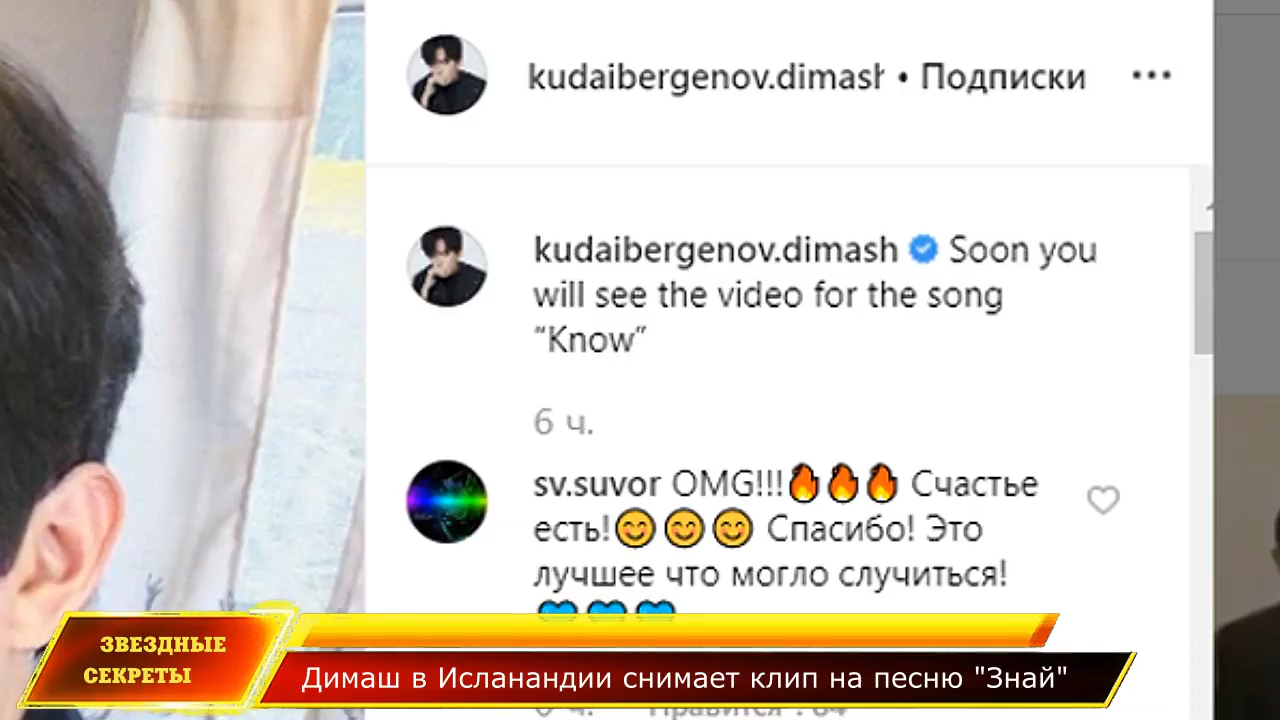 kudaibergenov.dimash • Подписки •••
kudaibergenov.dimash Soon you
will see the video for the song
“Know”
6 ч.
sv.suvor OMG!!!🔥🔥🔥 Счастье
есть!😊😊😊 Спасибо! Это
лучшее что могло случиться!
💙💙💙
ЗВЕЗДНЫЕ
СЕКРЕТЫ
Димаш в Исланандии снимает клип на песню "Знай"